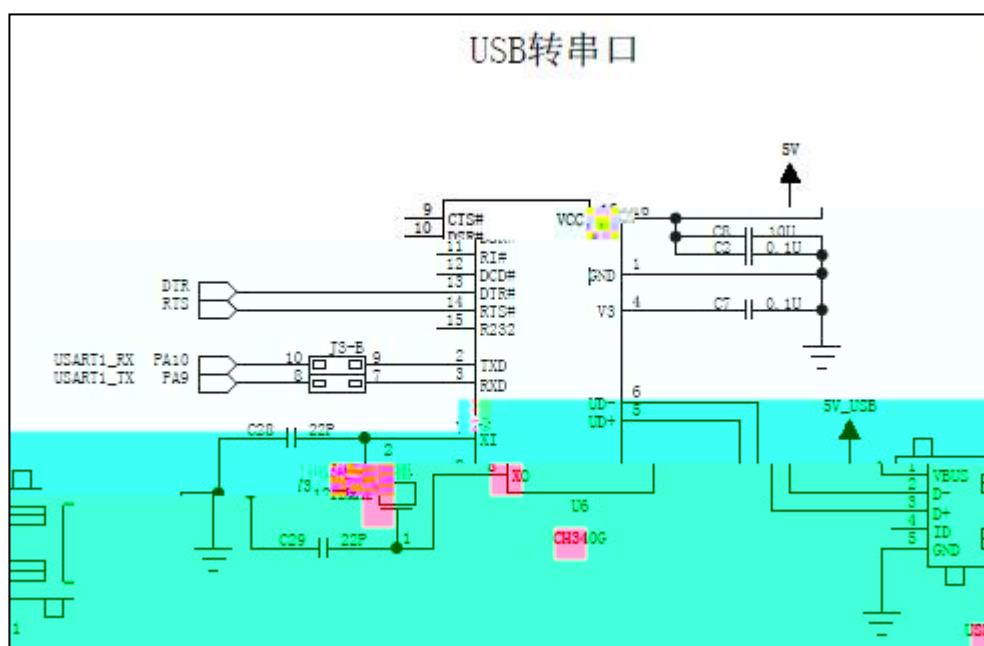 USB转串口
5V
9 CTS# VCC
10
C8 10U
11 C2 0.1U
12 RI# 1
13 DCD# GND
DTR DTR#
RTS 14 RTS# 4 C7 0.1U
15 R232 V3
J3-B
USART1_RX PA10 10 9 2 TXD
USART1_TX PA9 8 7 3 RXD
6
UD- 5 5V_USB
UD+
C28 22P XI
2
XO 1 VBUS
2 D-
U6 3 D+
4 ID
C29 22P 1 CH340G 5 GND
1